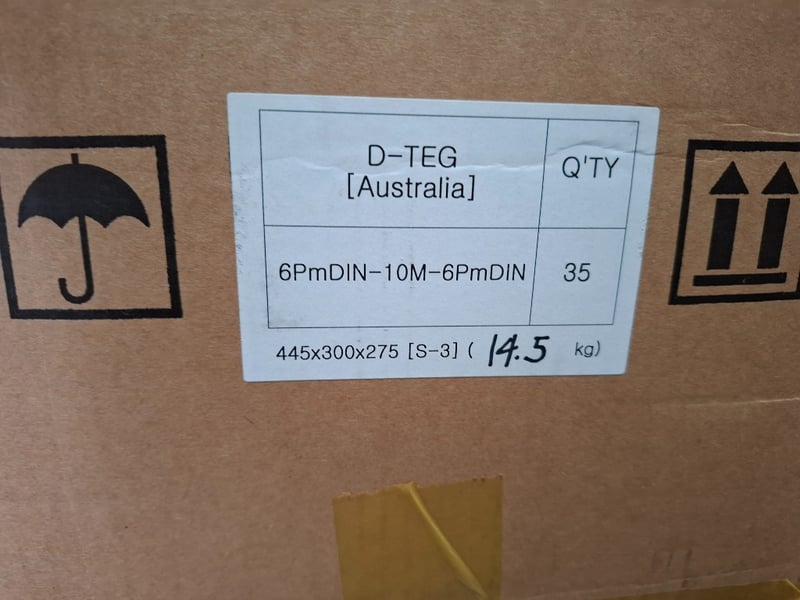 D-TEG
[Australia]
Q'TY
6PmDIN-10M-6PmDIN
35
445x300x275 [S-3] ( 14.5 kg)